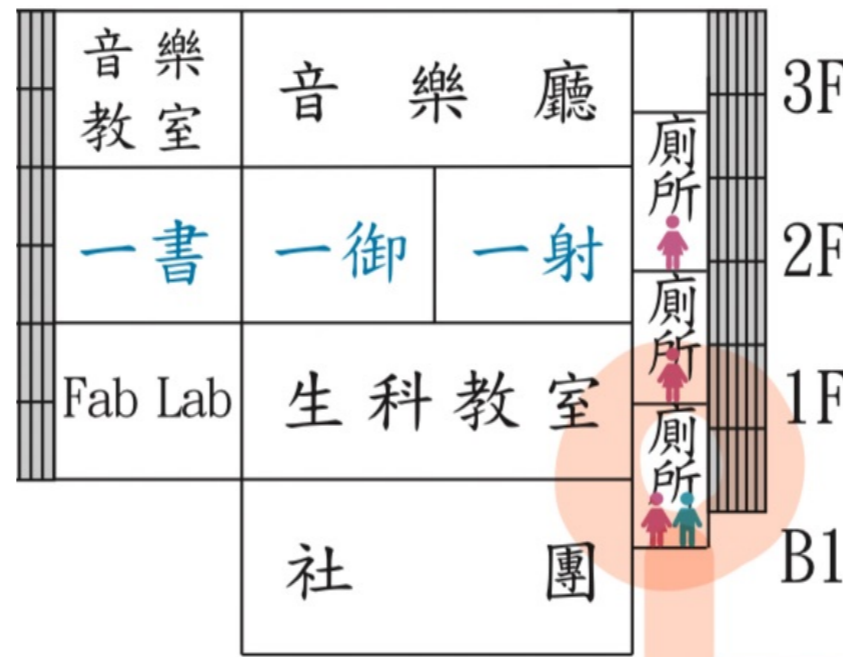 音樂
教室
音樂廳
3F
廁所
一書
一御
一射
2F
廁所
Fab Lab
生科教室
1F
廁所
社團
B1